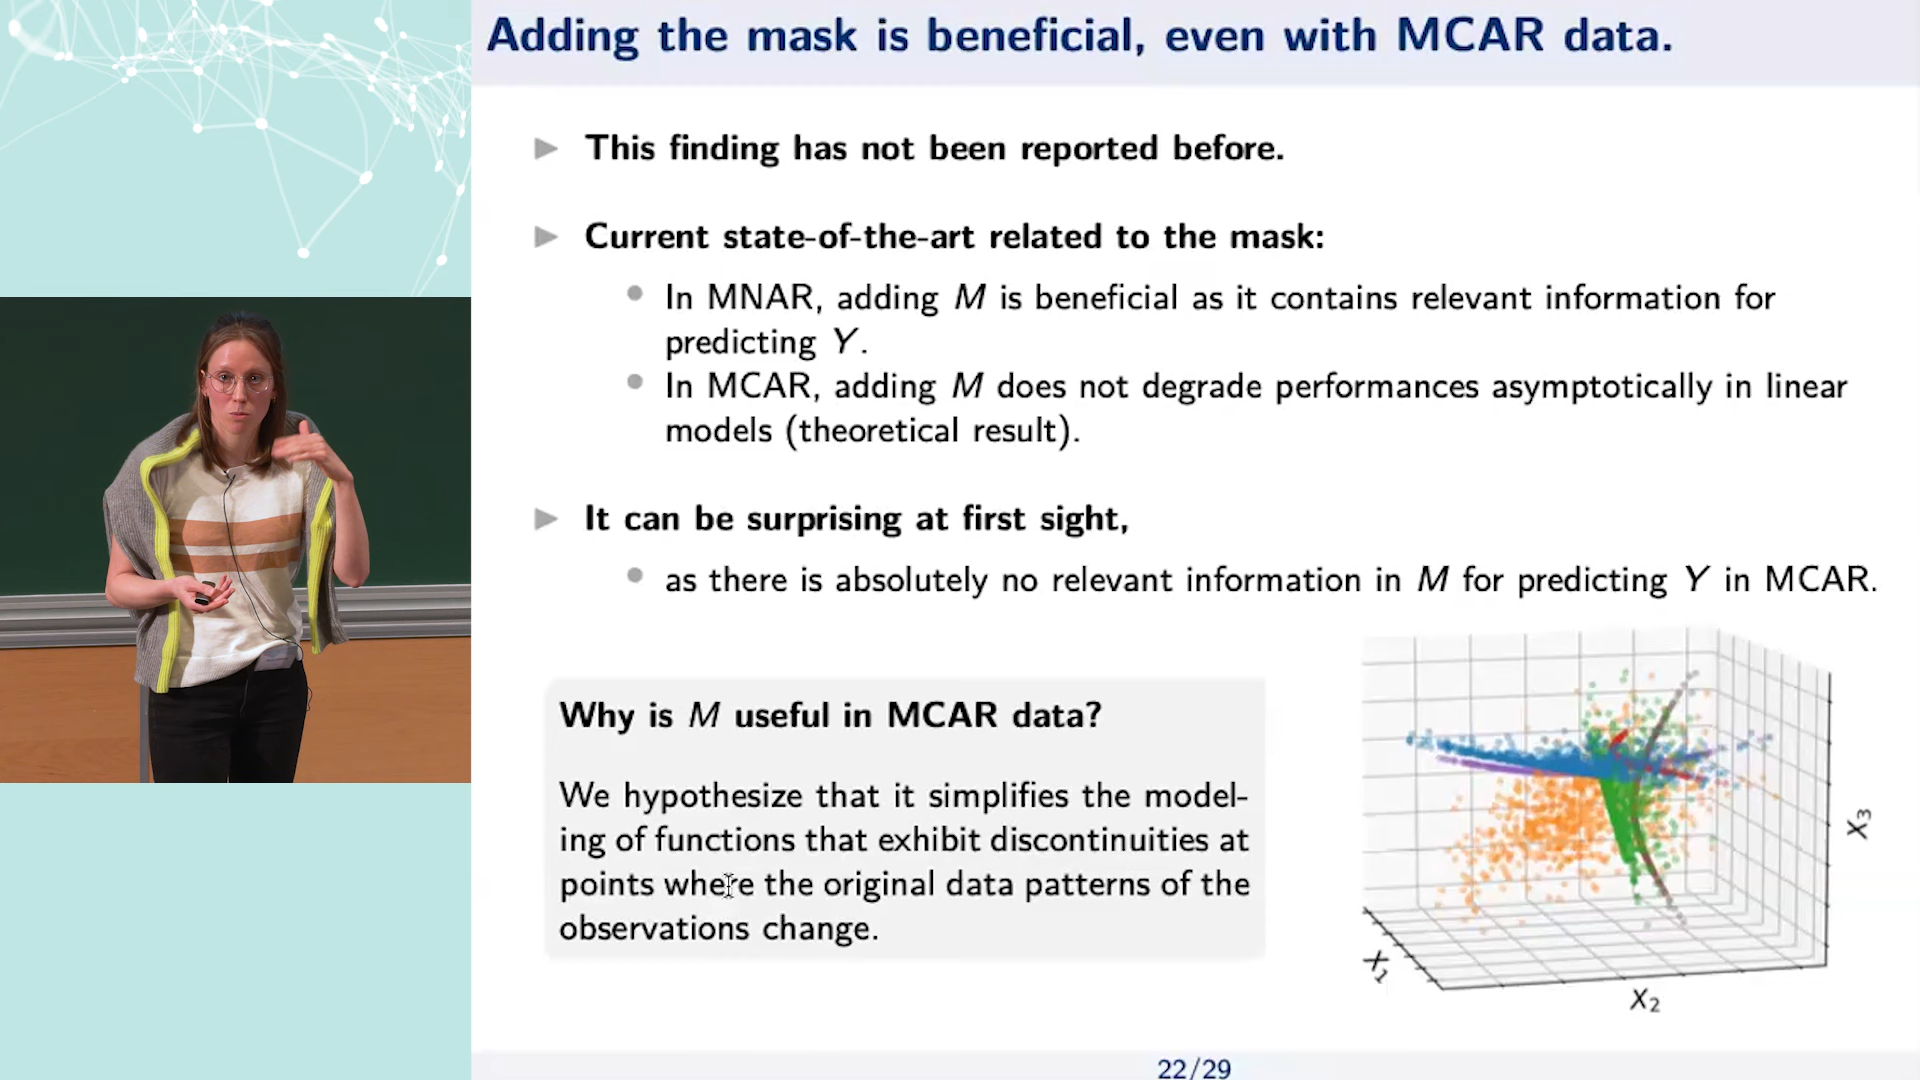 Adding the mask is beneficial, even with MCAR data.
This finding has not been reported before.
Current state-of-the-art related to the mask:
In MNAR, adding M is beneficial as it contains relevant information for
predicting Y.
In MCAR, adding M does not degrade performances asymptotically in linear
models (theoretical result).
It can be surprising at first sight,
as there is absolutely no relevant information in M for predicting Y in MCAR.
Why is M useful in MCAR data?
We hypothesize that it simplifies the model-
ing of functions that exhibit discontinuities at
points where the original data patterns of the
observations change.
X₁
X₂
X₃
22/29